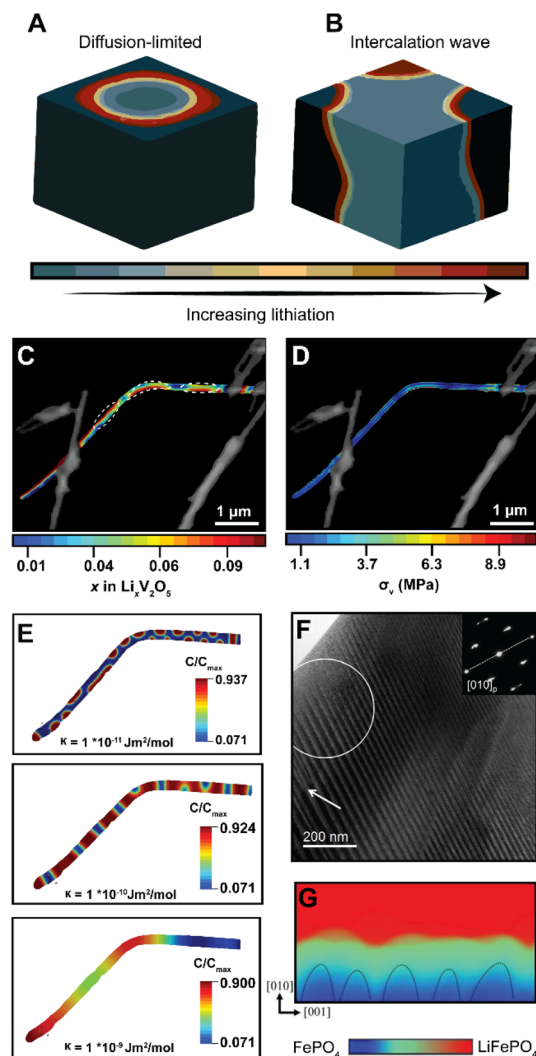 A
Diffusion-limited
B
Intercalation wave
Increasing lithiation
C
1 μm
0.01 0.04 0.06 0.09
x in LiₓV₂O₅
D
1 μm
1.1 3.7 6.3 8.9
σᵥ (MPa)
E
C/Cₘₐₓ
0.937
0.071
κ = 1 *10⁻¹¹ Jm²/mol
C/Cₘₐₓ
0.924
0.071
κ = 1 *10⁻¹⁰ Jm²/mol
C/Cₘₐₓ
0.900
0.071
κ = 1 *10⁻⁹ Jm²/mol
F
[010]ₚ
200 nm
G
[010]
[001]
FePO₄ LiFePO₄